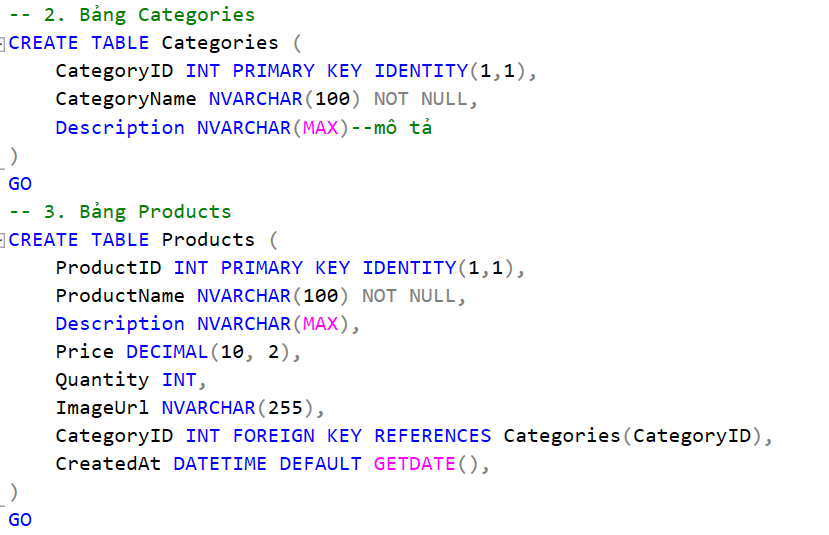 -- 2. Bảng Categories
CREATE TABLE Categories (
    CategoryID INT PRIMARY KEY IDENTITY(1,1),
    CategoryName NVARCHAR(100) NOT NULL,
    Description NVARCHAR(MAX)--mô tả
)
GO
-- 3. Bảng Products
CREATE TABLE Products (
    ProductID INT PRIMARY KEY IDENTITY(1,1),
    ProductName NVARCHAR(100) NOT NULL,
    Description NVARCHAR(MAX),
    Price DECIMAL(10, 2),
    Quantity INT,
    ImageUrl NVARCHAR(255),
    CategoryID INT FOREIGN KEY REFERENCES Categories(CategoryID),
    CreatedAt DATETIME DEFAULT GETDATE(),
)
GO